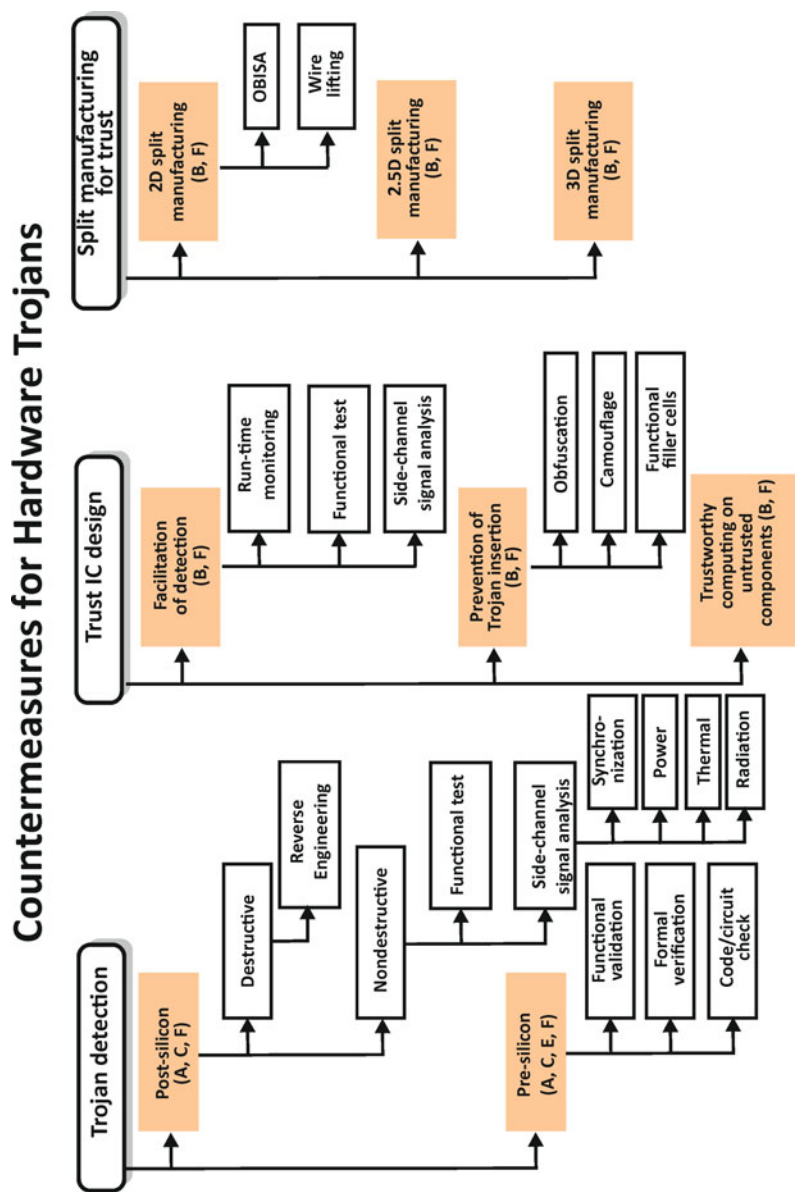 Countermeasures for Hardware Trojans
Trojan detection
Post-silicon
(A, C, F)
Destructive
Reverse
Engineering
Nondestructive
Functional test
Side-channel
signal analysis
Synchro-
nization
Power
Thermal
Radiation
Pre-silicon
(A, C, E, F)
Functional
validation
Formal
verification
Code/circuit
check
Trust IC design
Facilitation
of detection
(B, F)
Run-time
monitoring
Functional test
Side-channel
signal analysis
Prevention of
Trojan insertion
(B, F)
Obfuscation
Camouflage
Functional
filler cells
Trustworthy
computing on
untrusted
components (B, F)
Split manufacturing
for trust
2D split
manufacturing
(B, F)
OBISA
Wire
lifting
2.5D split
manufacturing
(B, F)
3D split
manufacturing
(B, F)